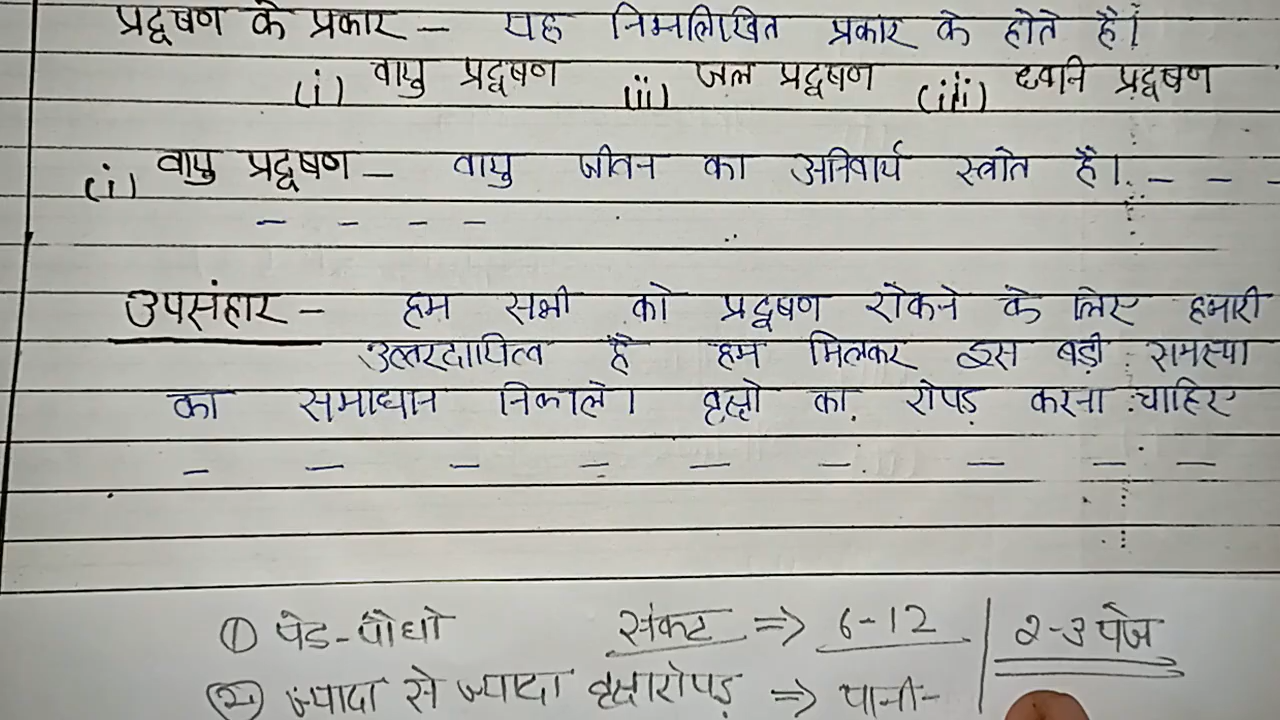 प्रदूषण के प्रकार – यह निम्नलिखित प्रकार के होते हैं।
(i) वायु प्रदूषण (ii) जल प्रदूषण (iii) ध्वनि प्रदूषण
(i) वायु प्रदूषण – वायु जीवन का अनिवार्य स्त्रोत है। – – –
– – – –
उपसंहार – हम सभी को प्रदूषण रोकने के लिए हमारी
उत्तरदायित्व है हम मिलकर इस बड़ी समस्या
का समाधान निकाले। वृक्षो का रोपड़ करना चाहिए
– – – – – – – – –
① पेड-पौधो संकट => 6-12 | 2-3 पेज
② ज्यादा से ज्यादा वृक्षारोपड़ => पानी-